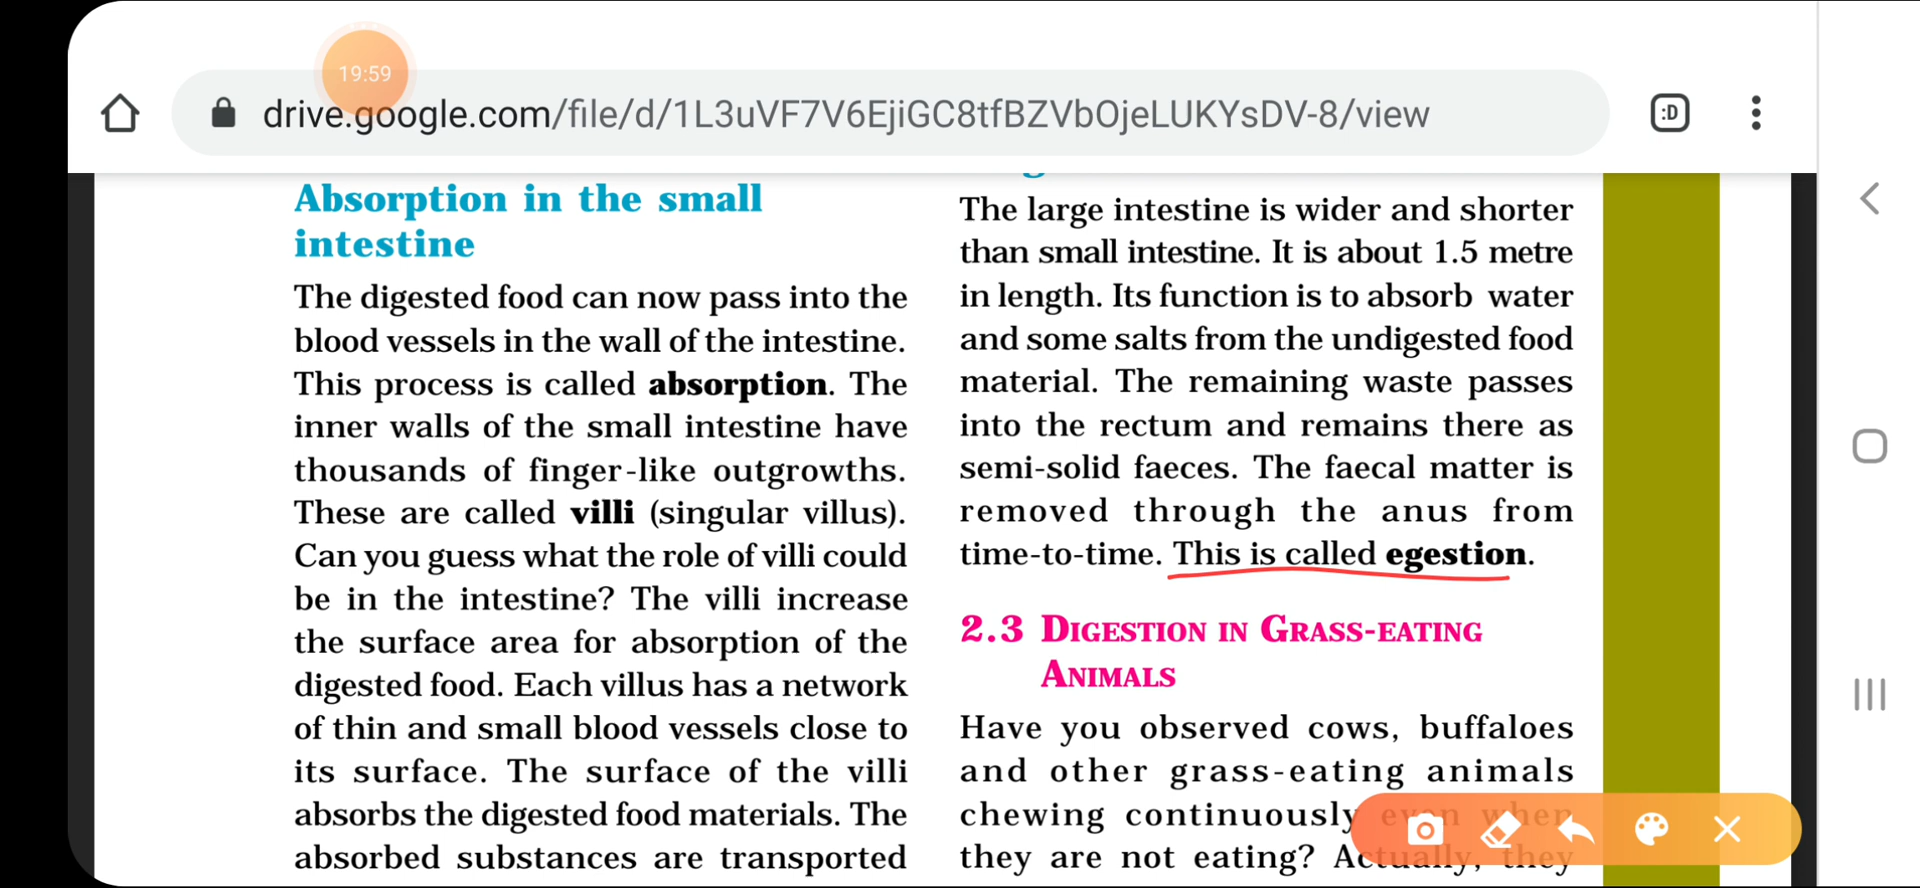 19:59
drive.google.com/file/d/1L3uVF7V6EjiGC8tfBZVbOjeLUKYsDV-8/view
:D
Absorption in the small
intestine
The digested food can now pass into the
blood vessels in the wall of the intestine.
This process is called absorption. The
inner walls of the small intestine have
thousands of finger-like outgrowths.
These are called villi (singular villus).
Can you guess what the role of villi could
be in the intestine? The villi increase
the surface area for absorption of the
digested food. Each villus has a network
of thin and small blood vessels close to
its surface. The surface of the villi
absorbs the digested food materials. The
absorbed substances are transported
The large intestine is wider and shorter
than small intestine. It is about 1.5 metre
in length. Its function is to absorb water
and some salts from the undigested food
material. The remaining waste passes
into the rectum and remains there as
semi-solid faeces. The faecal matter is
removed through the anus from
time-to-time. This is called egestion.
2.3 DIGESTION IN GRASS-EATING
ANIMALS
Have you observed cows, buffaloes
and other grass-eating animals
chewing continuously even when
they are not eating? Actually, they